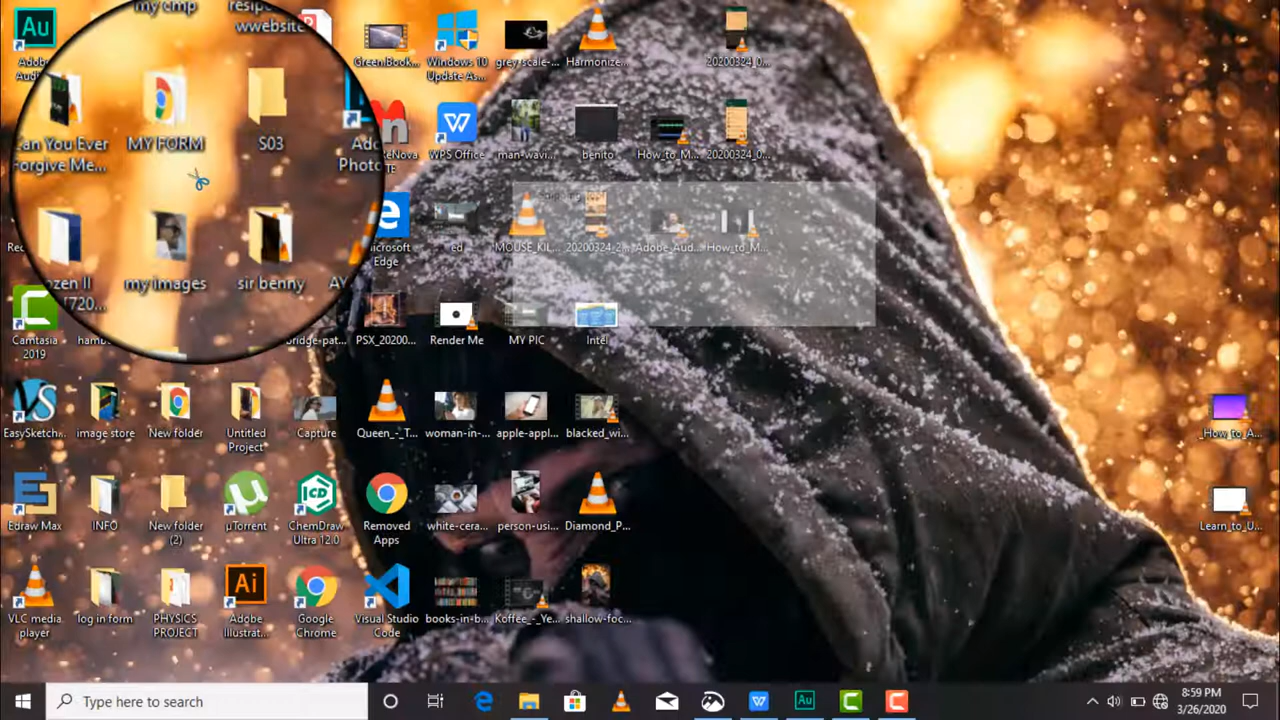 my cmp
wwebsite
Can You Ever
Forgive Me...
MY FORM
S03
my images
sir benny
GreenBook...
Windows 10
Update As...
grey-scale-...
Harmonize...
20200324_0...
WPS Office
man-wavi...
benito
How_to_M...
20200324_0...
Microsoft
Edge
ed
MOUSE_KIL...
20200324_2...
Adobe_Aud...
How_to_M...
Camtasia
2019
PSX_20200...
Render Me
MY PIC
Intel
EasySketch...
image store
New folder
Untitled
Project
Capture
Queen_-_T...
woman-in-...
apple-appl...
blacked_wi...
_How_to_A...
Edraw Max
INFO
New folder
(2)
µTorrent
ChemDraw
Ultra 12.0
Removed
Apps
white-cera...
person-usi...
Diamond_P...
Learn_to_U...
VLC media
player
log in form
PHYSICS
PROJECT
Adobe
Illustrat...
Google
Chrome
Visual Studio
Code
books-in-b...
Koffee_-_Ye...
shallow-foc...
Type here to search
8:59 PM
3/26/2020